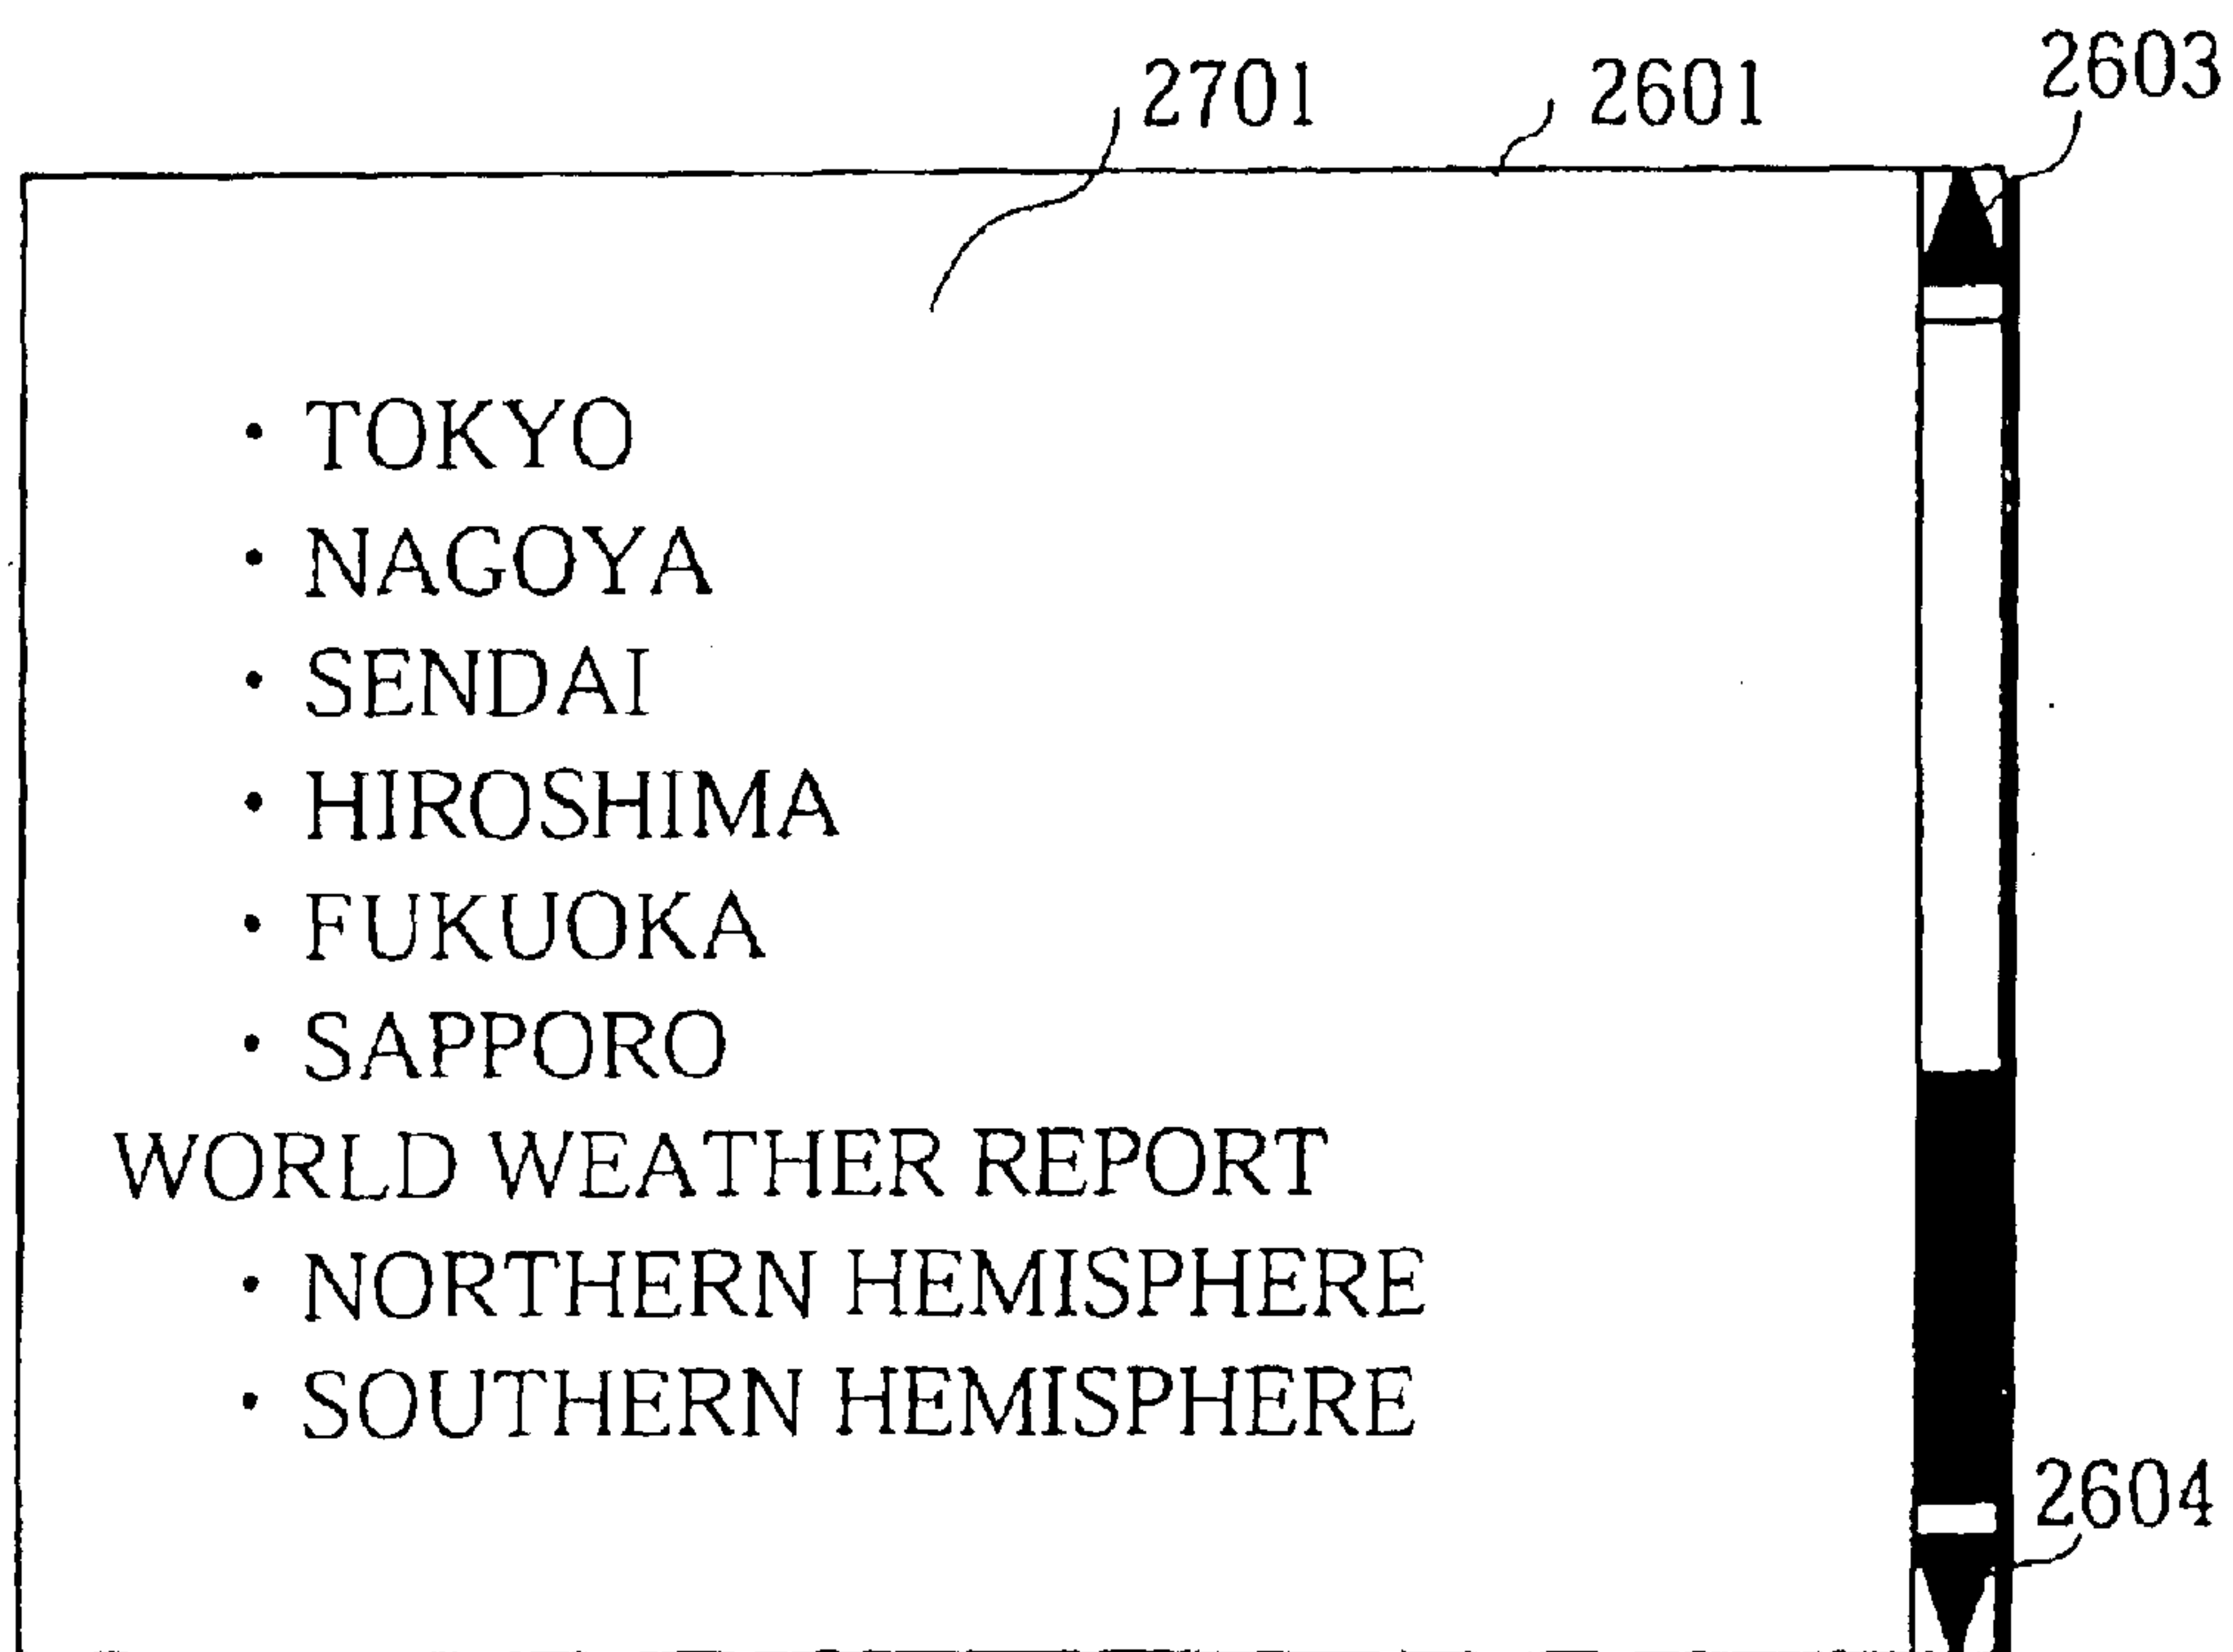 2603
2701 2601
· TOKYO
· NAGOYA
· SENDAI
· HIROSHIMA
· FUKUOKA
· SAPPORO
WORLD WEATHER REPORT
· NORTHERN HEMISPHERE
· SOUTHERN HEMISPHERE
2604